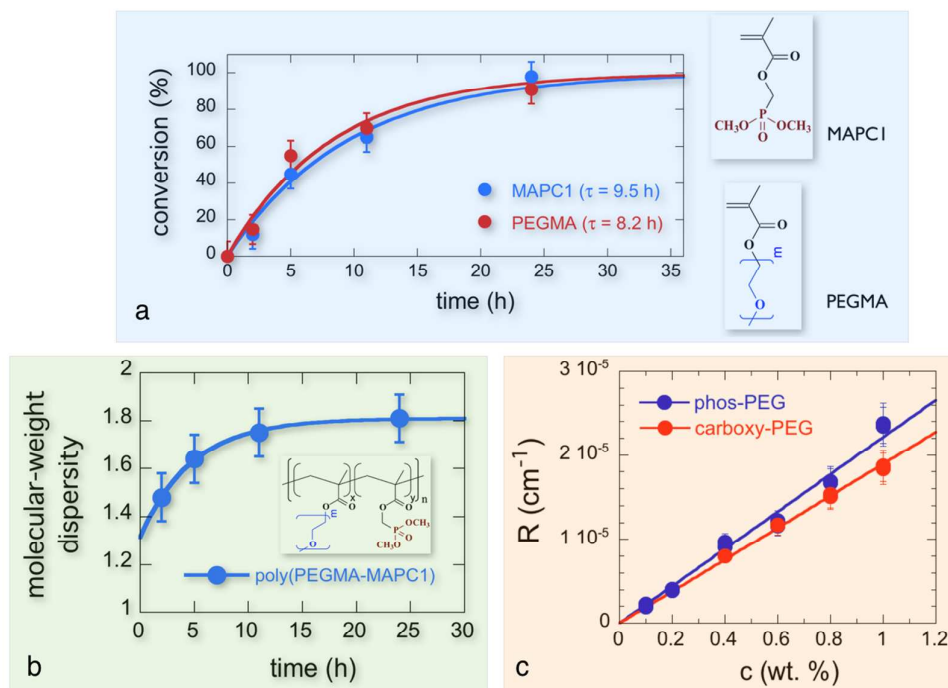 conversion (%)
100
80
60
40
20
0
0 5 10 15 20 25 30 35
time (h)
MAPC1 (τ = 9.5 h)
PEGMA (τ = 8.2 h)
a
O
O
P
CH3O OCH3
O
MAPC1
O
O
m
O
PEGMA
molecular-weight
dispersity
2
1.8
1.6
1.4
1.2
1
0 5 10 15 20 25 30
time (h)
x y n
O O O O
m
O
P OCH3
O
CH3O
poly(PEGMA-MAPC1)
b
R (cm⁻¹)
3 10⁻⁵
2 10⁻⁵
1 10⁻⁵
0
0 0.2 0.4 0.6 0.8 1 1.2
c (wt. %)
phos-PEG
carboxy-PEG
c